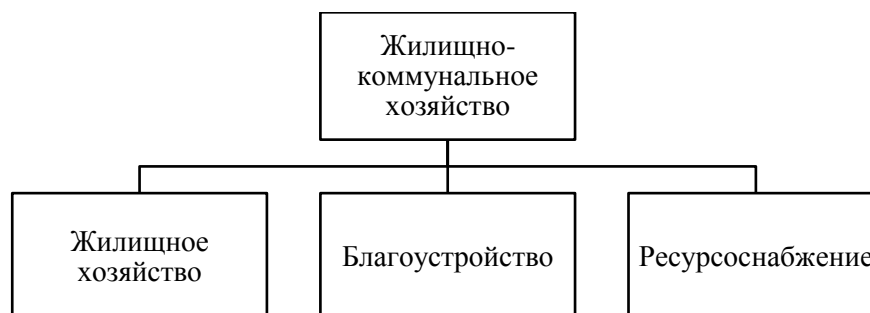 Жилищно-
коммунальное
хозяйство
Жилищное
хозяйство
Благоустройство
Ресурсоснабжение